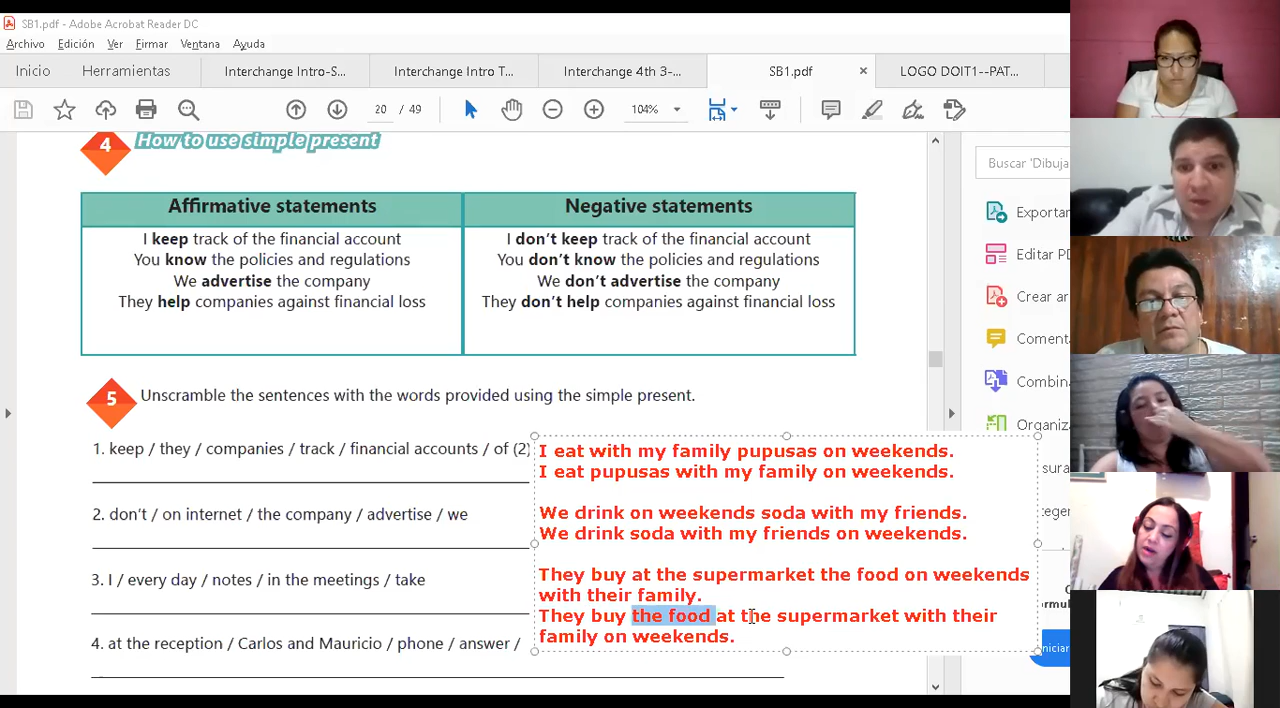 SB1.pdf - Adobe Acrobat Reader DC
Archivo Edición Ver Firmar Ventana Ayuda
Inicio Herramientas Interchange Intro-S... Interchange Intro T... Interchange 4th 3-... SB1.pdf × LOGO DOIT1--PAT...
20 / 49 104%
4 How to use simple present
Affirmative statements Negative statements
I keep track of the financial account
You know the policies and regulations
We advertise the company
They help companies against financial loss
I don't keep track of the financial account
You don't know the policies and regulations
We don't advertise the company
They don't help companies against financial loss
5 Unscramble the sentences with the words provided using the simple present.
1. keep / they / companies / track / financial accounts / of (2)
2. don't / on internet / the company / advertise / we
3. I / every day / notes / in the meetings / take
4. at the reception / Carlos and Mauricio / phone / answer /
I eat with my family pupusas on weekends.
I eat pupusas with my family on weekends.
We drink on weekends soda with my friends.
We drink soda with my friends on weekends.
They buy at the supermarket the food on weekends
with their family.
They buy the food at the supermarket with their
family on weekends.
Buscar 'Dibuja
Exportar
Editar PD
Crear ar
Coment
Combin
Organiz